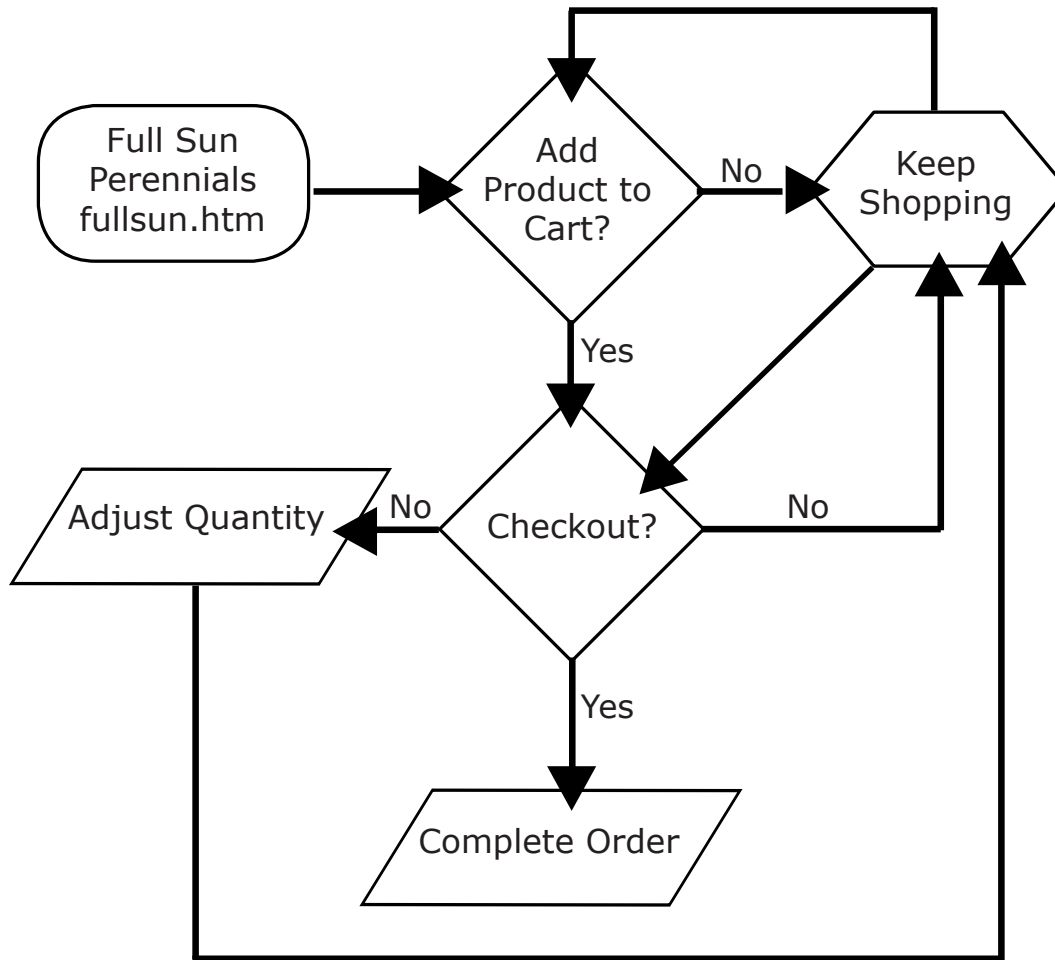 Full Sun
Perennials
fullsun.htm
Add
Product to
Cart?
No
Keep
Shopping
Yes
Adjust Quantity
No
Checkout?
No
Yes
Complete Order